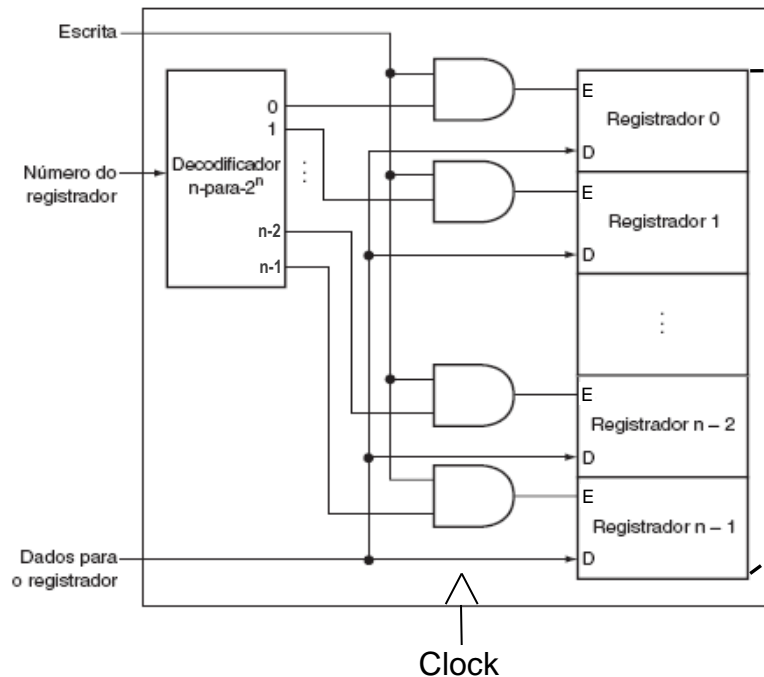 Escrita
E
0
Registrador 0
1
Decodificador
n-para-2ⁿ
⋮
D
Número do
registrador
E
Registrador 1
n-2
D
n-1
⋮
E
Registrador n – 2
D
E
Registrador n – 1
Dados para
o registrador
D
Clock